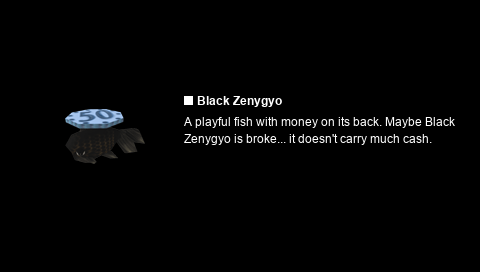 Black Zenygyo
A playful fish with money on its back. Maybe Black
Zenygyo is broke... it doesn't carry much cash.
50